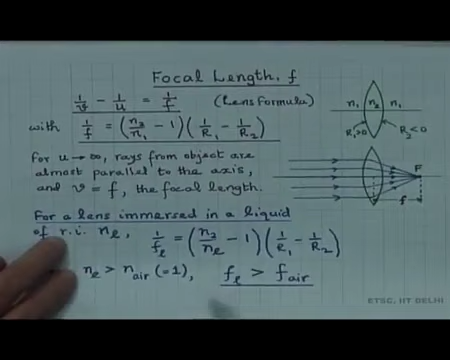 Focal Length, f
1/v - 1/u = 1/f (Lens Formula)
with 1/f = (n₂/n₁ - 1)(1/R₁ - 1/R₂)
n₁ n₂ n₁
R₁>0 R₂<0
For u → ∞, rays from object are
almost parallel to the axis,
and v = f, the focal length.
F
f
For a lens immersed in a liquid
of r.i. nℓ, 1/fℓ = (n₂/nℓ - 1)(1/R₁ - 1/R₂)
nℓ > n air (=1), fℓ > f air
ETSC, IIT DELHI